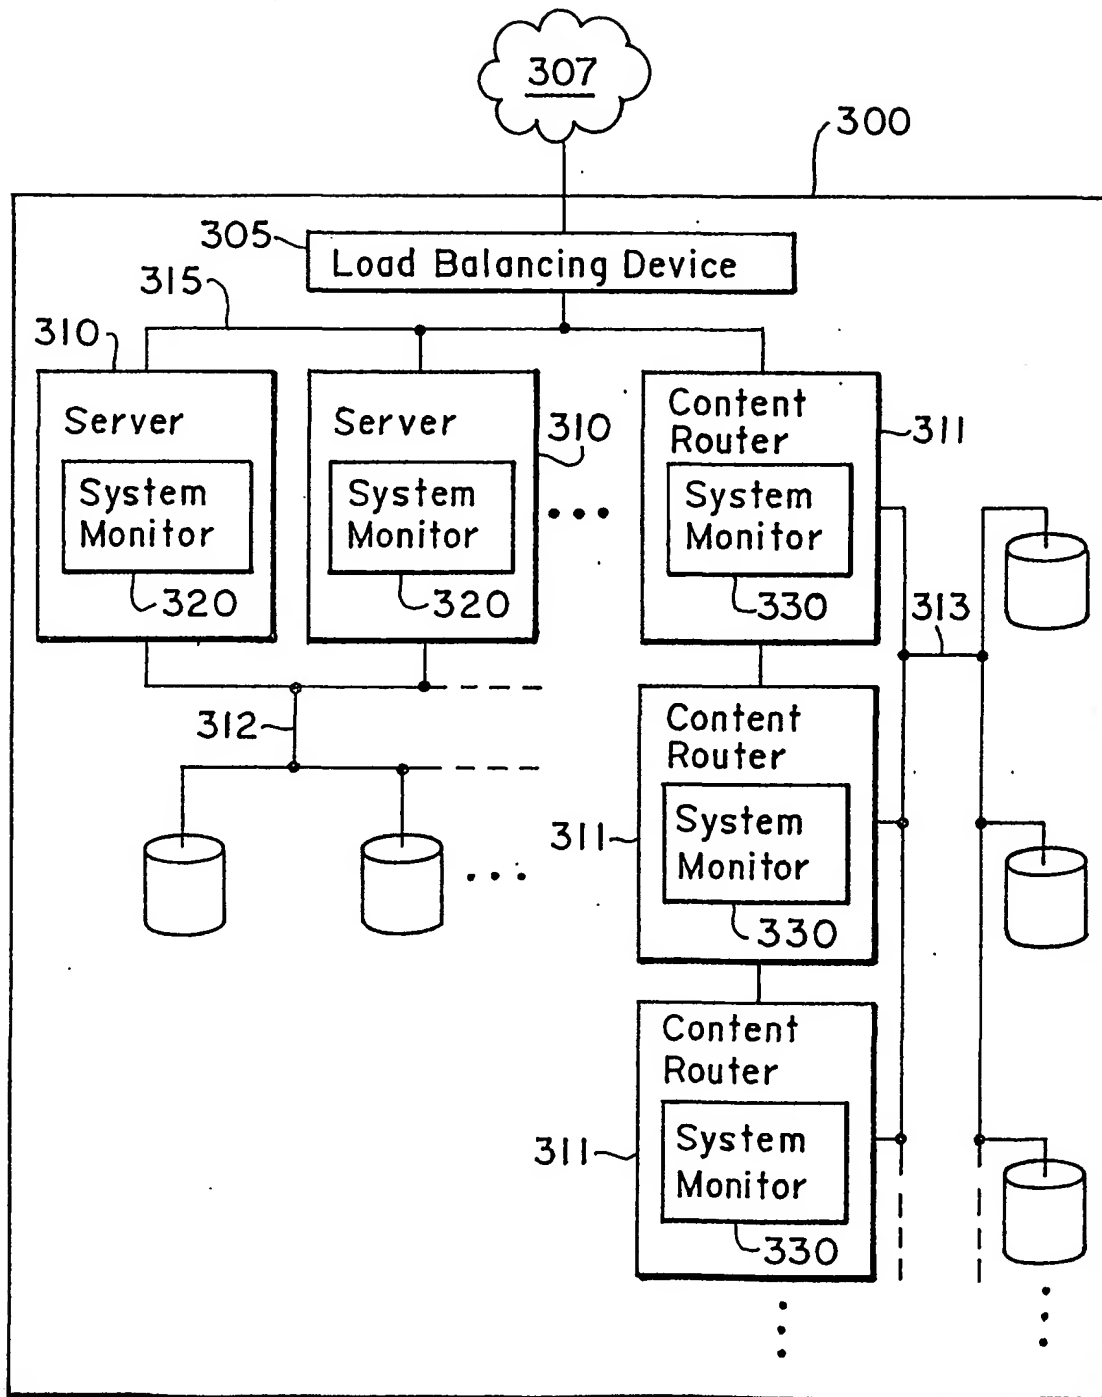 307
300
305
Load Balancing Device
315
310
Server
System
Monitor
320
Server
310
System
Monitor
320
Content
Router
311
System
Monitor
330
313
312
Content
Router
311
System
Monitor
330
Content
Router
311
System
Monitor
330